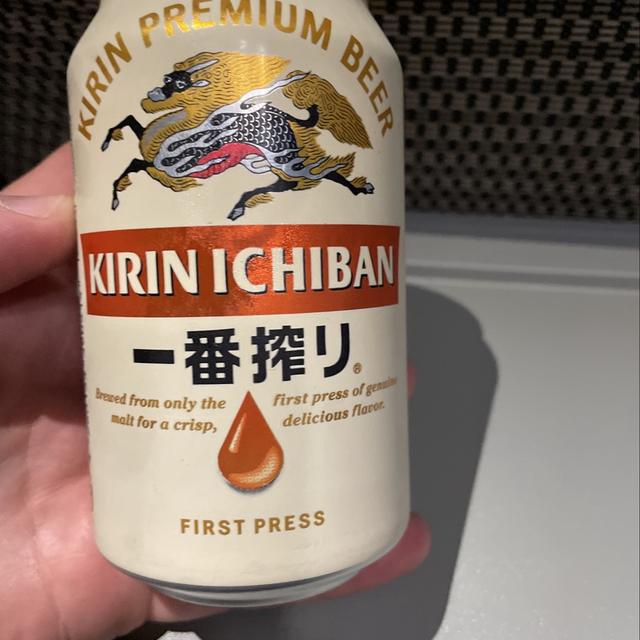 KIRIN PREMIUM BEER
KIRIN ICHIBAN
一番搾り®
Brewed from only the first press of genuine
malt for a crisp, delicious flavor.
FIRST PRESS